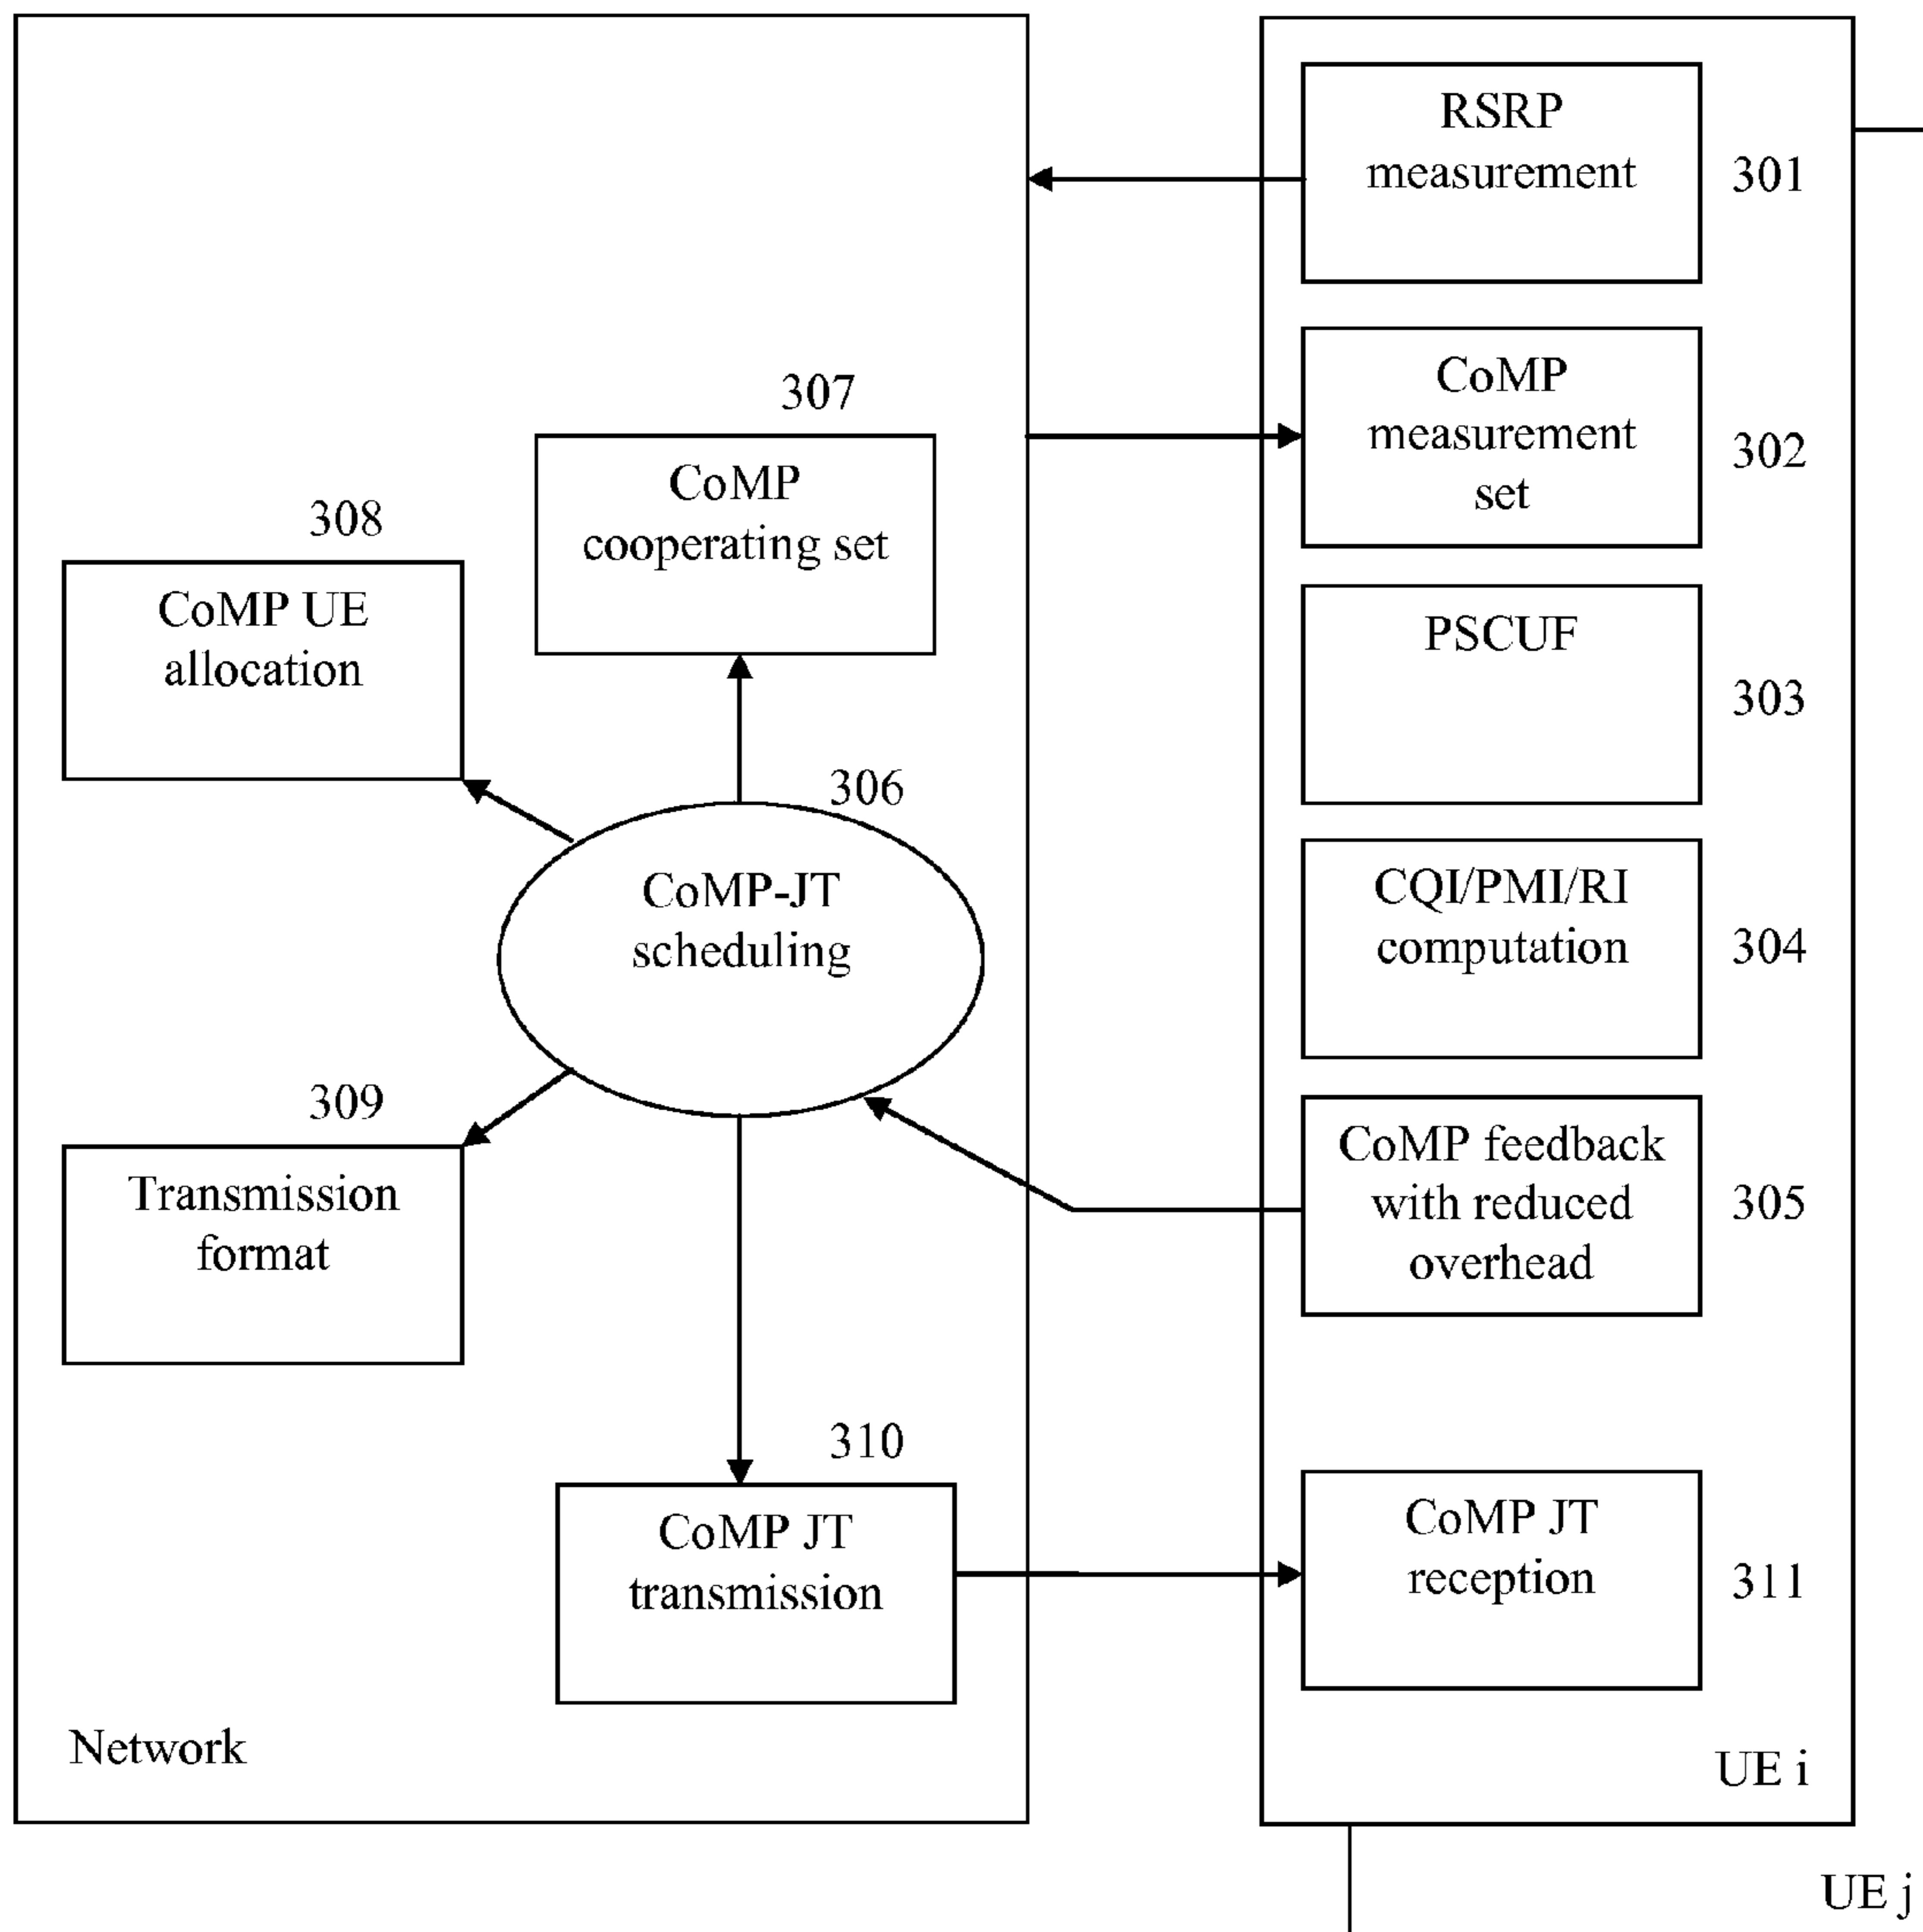 RSRP
measurement
301
CoMP
measurement
set
302
307
CoMP
cooperating set
308
CoMP UE
allocation
PSCUF
303
306
CoMP-JT
scheduling
CQI/PMI/RI
computation
304
309
Transmission
format
CoMP feedback
with reduced
overhead
305
310
CoMP JT
transmission
CoMP JT
reception
311
Network
UE i
UE j